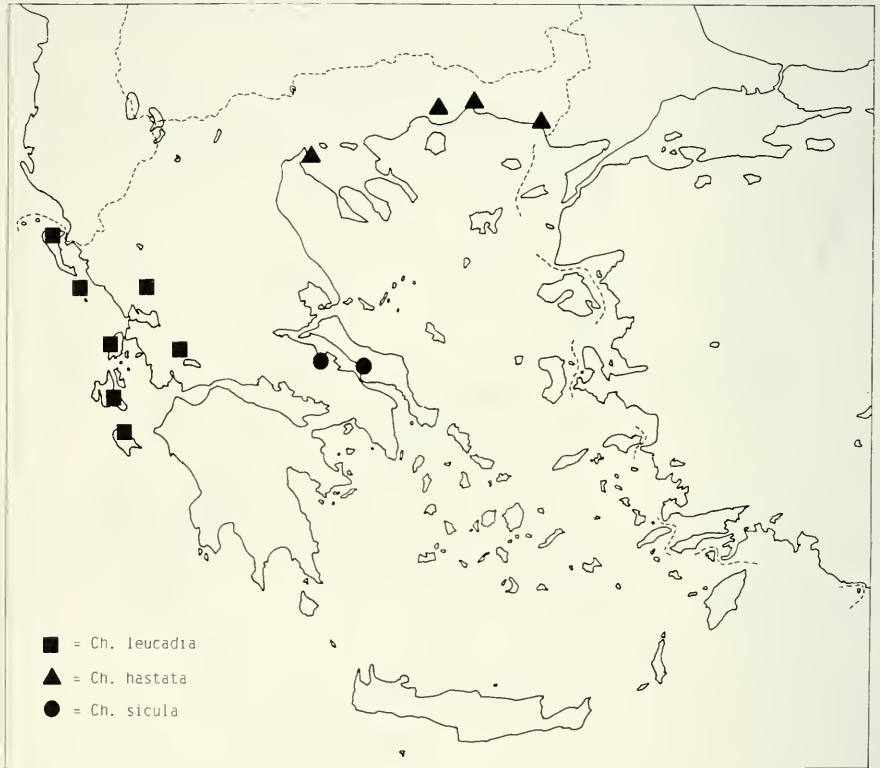 = Ch. leucadia
= Ch. hastata
= Ch. sicula